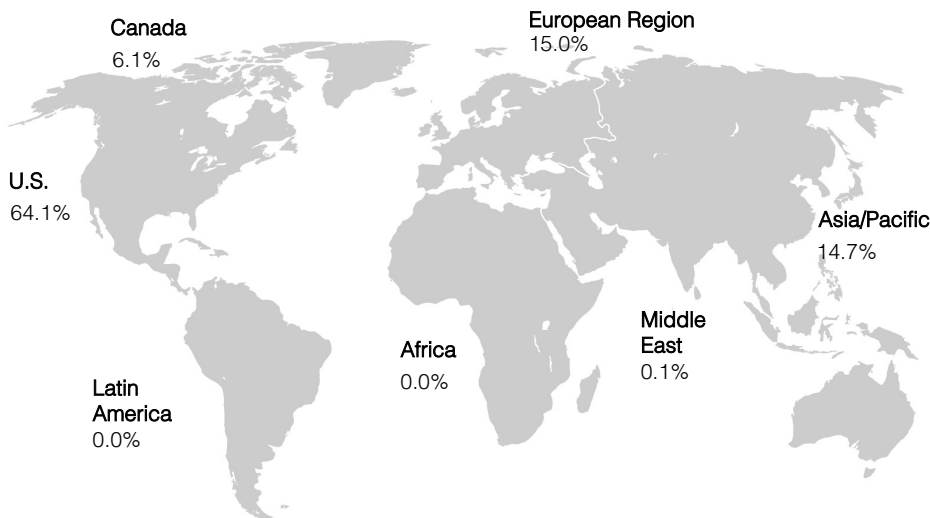 European Region
15.0%
Canada
6.1%
U.S.
64.1%
Asia/Pacific
14.7%
Middle
East
0.1%
Africa
0.0%
Latin
America
0.0%